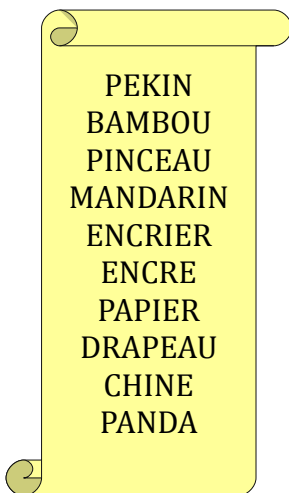 PEKIN
BAMBOU
PINCEAU
MANDARIN
ENCRIER
ENCRE
PAPIER
DRAPEAU
CHINE
PANDA